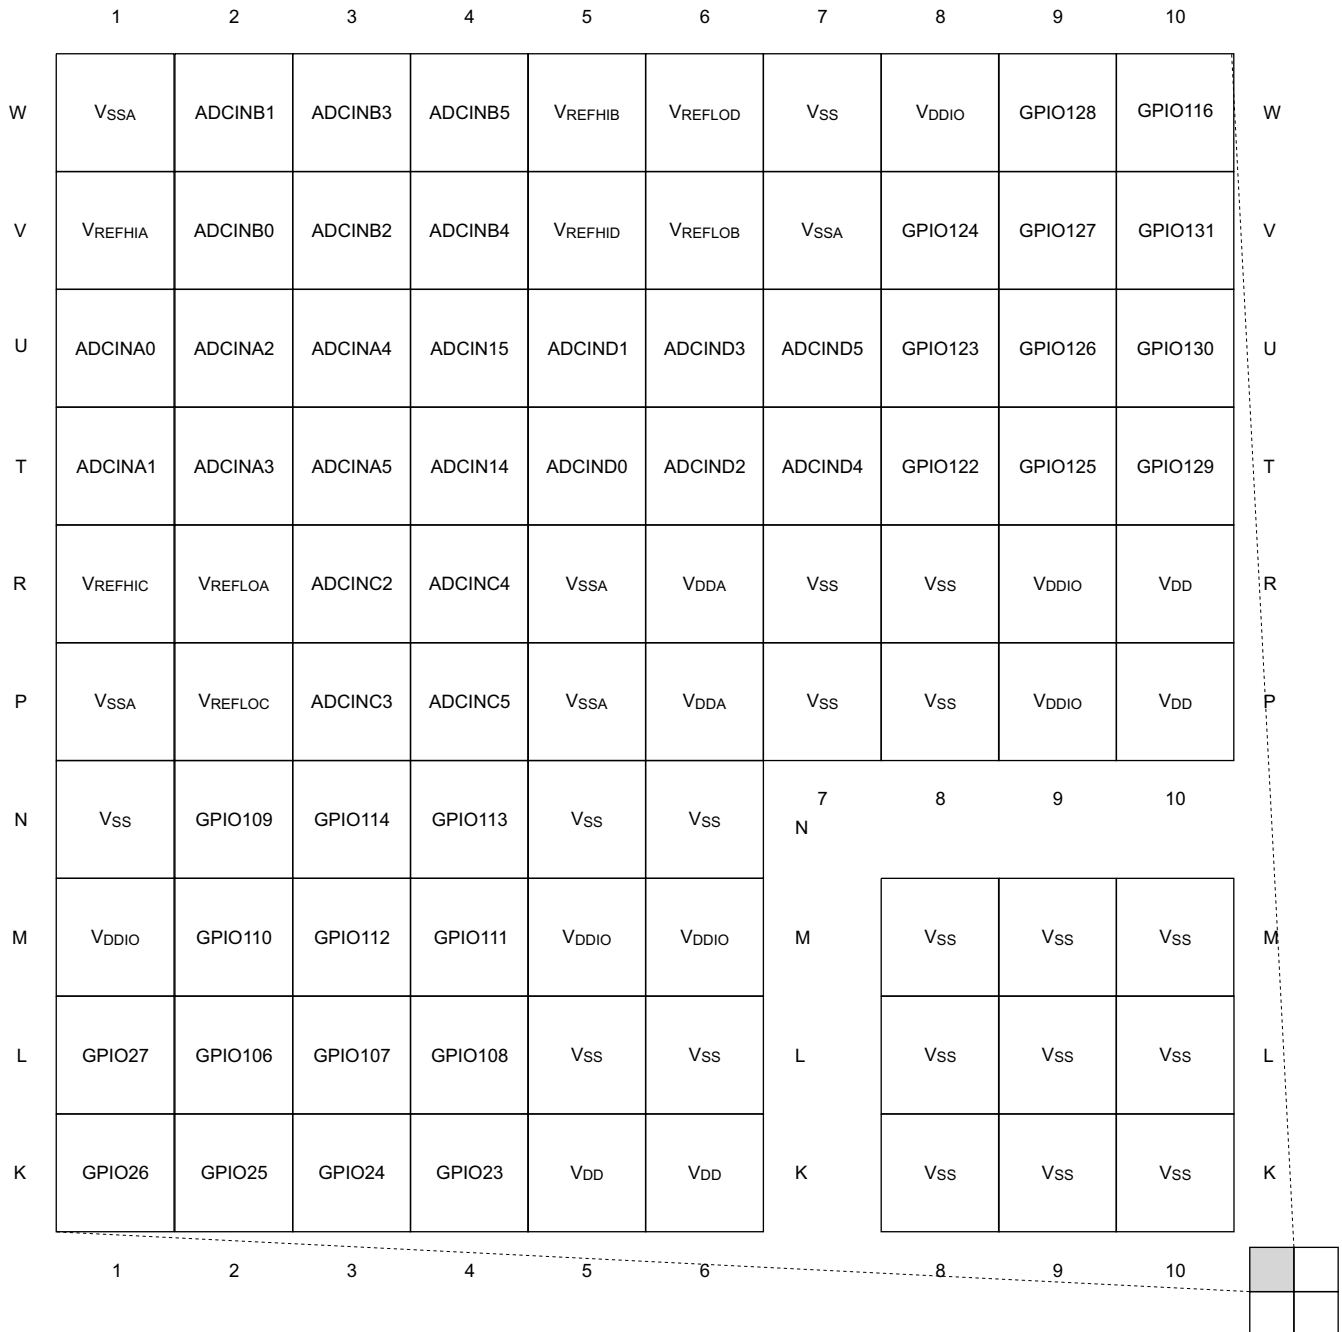 1 2 3 4 5 6 7 8 9 10
W VSSA ADCINB1 ADCINB3 ADCINB5 VREFHIB VREFLOD VSS VDDIO GPIO128 GPIO116 W
V VREFHIA ADCINB0 ADCINB2 ADCINB4 VREFHID VREFLOB VSSA GPIO124 GPIO127 GPIO131 V
U ADCINA0 ADCINA2 ADCINA4 ADCIN15 ADCIND1 ADCIND3 ADCIND5 GPIO123 GPIO126 GPIO130 U
T ADCINA1 ADCINA3 ADCINA5 ADCIN14 ADCIND0 ADCIND2 ADCIND4 GPIO122 GPIO125 GPIO129 T
R VREFHIC VREFLOA ADCINC2 ADCINC4 VSSA VDDA VSS VSS VDDIO VDD R
P VSSA VREFLOC ADCINC3 ADCINC5 VSSA VDDA VSS VSS VDDIO VDD P
7 8 9 10
N VSS GPIO109 GPIO114 GPIO113 VSS VSS N
M VDDIO GPIO110 GPIO112 GPIO111 VDDIO VDDIO M VSS VSS VSS M
L GPIO27 GPIO106 GPIO107 GPIO108 VSS VSS L VSS VSS VSS L
K GPIO26 GPIO25 GPIO24 GPIO23 VDD VDD K VSS VSS VSS K
1 2 3 4 5 6 8 9 10